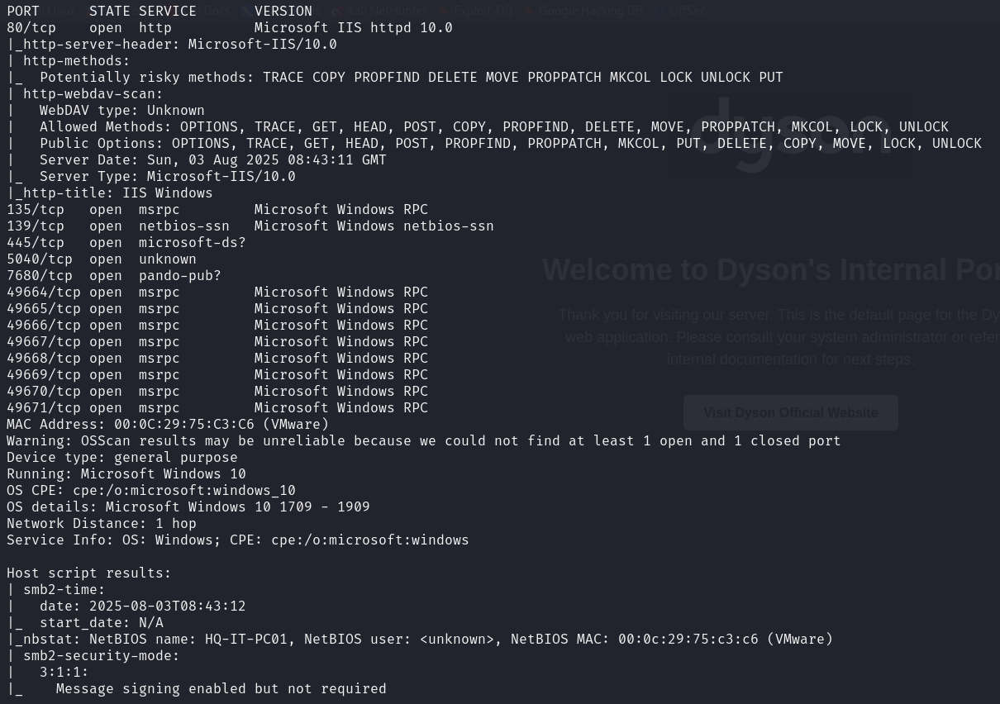 Linux Docs Kali NetHunter Exploit-DB Google Hacking DB OffSec
PORT STATE SERVICE VERSION
80/tcp open http Microsoft IIS httpd 10.0
|_http-server-header: Microsoft-IIS/10.0
| http-methods:
|_  Potentially risky methods: TRACE COPY PROPFIND DELETE MOVE PROPPATCH MKCOL LOCK UNLOCK PUT
| http-webdav-scan:
|   WebDAV type: Unknown
|   Allowed Methods: OPTIONS, TRACE, GET, HEAD, POST, COPY, PROPFIND, DELETE, MOVE, PROPPATCH, MKCOL, LOCK, UNLOCK
|   Public Options: OPTIONS, TRACE, GET, HEAD, POST, PROPFIND, PROPPATCH, MKCOL, PUT, DELETE, COPY, MOVE, LOCK, UNLOCK
|   Server Date: Sun, 03 Aug 2025 08:43:11 GMT
|_  Server Type: Microsoft-IIS/10.0
|_http-title: IIS Windows
135/tcp open msrpc Microsoft Windows RPC
139/tcp open netbios-ssn Microsoft Windows netbios-ssn
445/tcp open microsoft-ds?
5040/tcp open unknown
7680/tcp open pando-pub?
49664/tcp open msrpc Microsoft Windows RPC
49665/tcp open msrpc Microsoft Windows RPC
49666/tcp open msrpc Microsoft Windows RPC
49667/tcp open msrpc Microsoft Windows RPC
49668/tcp open msrpc Microsoft Windows RPC
49669/tcp open msrpc Microsoft Windows RPC
49670/tcp open msrpc Microsoft Windows RPC
49671/tcp open msrpc Microsoft Windows RPC
MAC Address: 00:0C:29:75:C3:C6 (VMware)
Warning: OSScan results may be unreliable because we could not find at least 1 open and 1 closed port
Device type: general purpose
Running: Microsoft Windows 10
OS CPE: cpe:/o:microsoft:windows_10
OS details: Microsoft Windows 10 1709 - 1909
Network Distance: 1 hop
Service Info: OS: Windows; CPE: cpe:/o:microsoft:windows
Host script results:
| smb2-time:
|   date: 2025-08-03T08:43:12
|_  start_date: N/A
|_nbstat: NetBIOS name: HQ-IT-PC01, NetBIOS user: <unknown>, NetBIOS MAC: 00:0c:29:75:c3:c6 (VMware)
| smb2-security-mode:
|   3:1:1:
|_    Message signing enabled but not required
dyson
Welcome to Dyson's Internal Po
Thank you for visiting our server. This is the default page for the Dy
web application. Please consult your system administrator or refer
internal documentation for next steps.
Visit Dyson Official Website